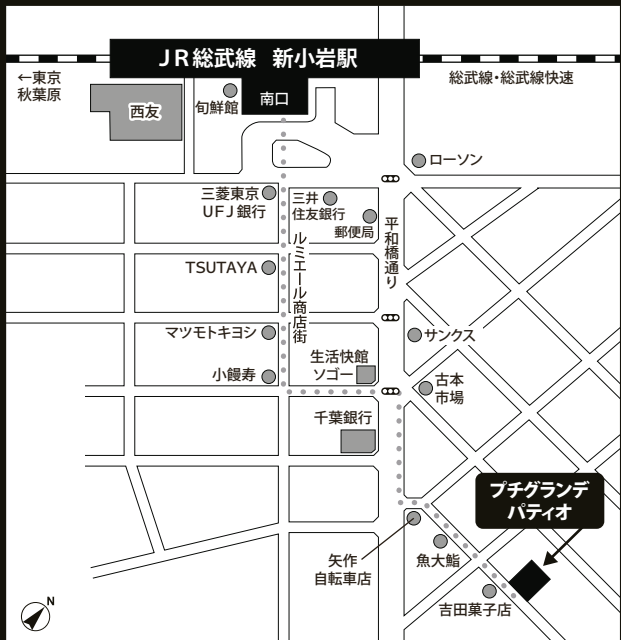 JR総武線 新小岩駅
←東京
秋葉原
総武線・総武線快速
西友
旬鮮館
南口
ローソン
三菱東京
UFJ銀行
三井
住友銀行
郵便局
平和橋通り
ルミエール商店街
TSUTAYA
マツモトキヨシ
サンクス
生活快館
ソゴー
小饅寿
古本
市場
千葉銀行
プチグランデ
パティオ
矢作
自転車店
魚大鮨
吉田菓子店
N